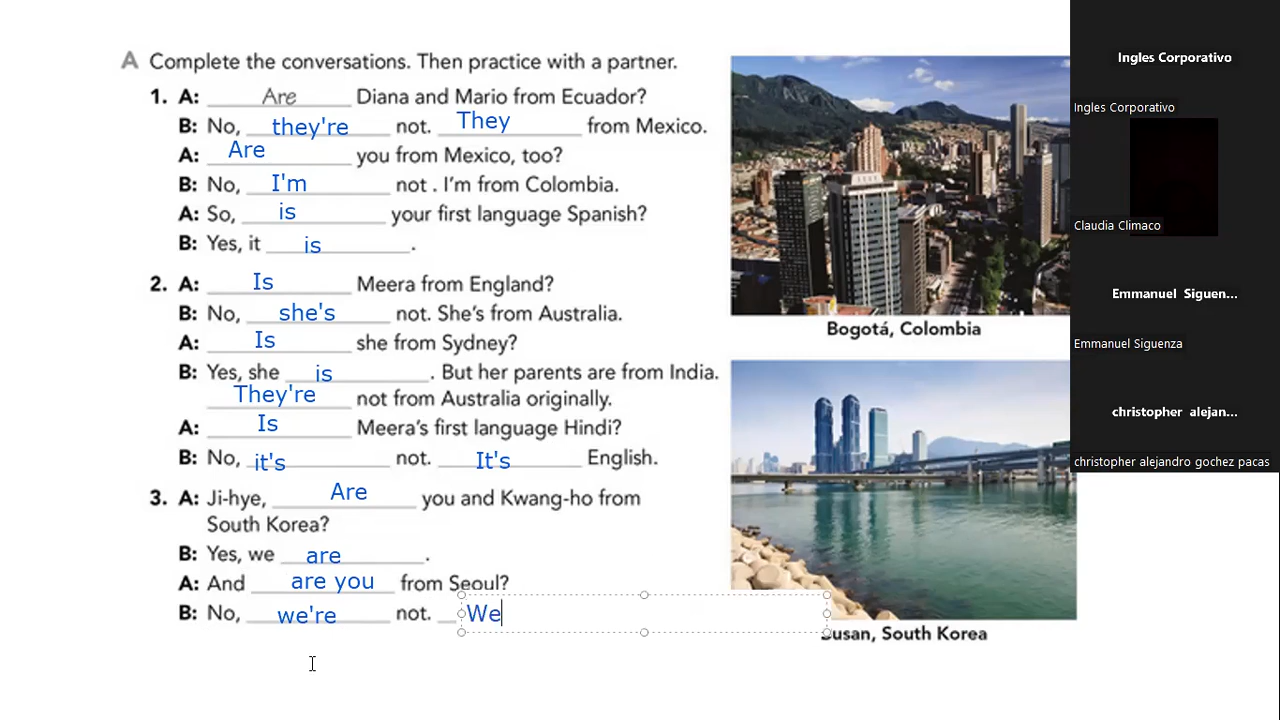 A Complete the conversations. Then practice with a partner.
1. A: Are Diana and Mario from Ecuador?
B: No, they're not. They from Mexico.
A: Are you from Mexico, too?
B: No, I'm not . I'm from Colombia.
A: So, is your first language Spanish?
B: Yes, it is .
2. A: Is Meera from England?
B: No, she's not. She's from Australia.
A: Is she from Sydney?
B: Yes, she is . But her parents are from India.
They're not from Australia originally.
A: Is Meera's first language Hindi?
B: No, it's not. It's English.
3. A: Ji-hye, Are you and Kwang-ho from
South Korea?
B: Yes, we are .
A: And are you from Seoul?
B: No, we're not. We
Bogotá, Colombia
Busan, South Korea
Ingles Corporativo
Ingles Corporativo
Claudia Climaco
Emmanuel Siguen...
Emmanuel Siguenza
christopher alejan...
christopher alejandro gochez pacas